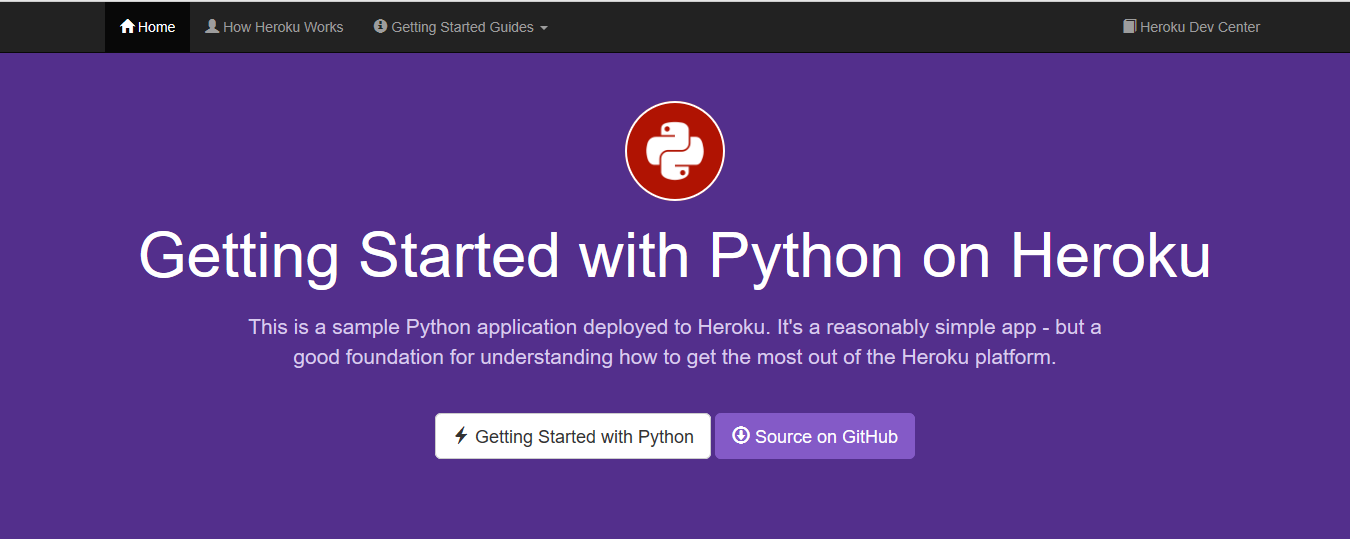 Home How Heroku Works Getting Started Guides Heroku Dev Center
Getting Started with Python on Heroku
This is a sample Python application deployed to Heroku. It's a reasonably simple app - but a
good foundation for understanding how to get the most out of the Heroku platform.
Getting Started with Python Source on GitHub